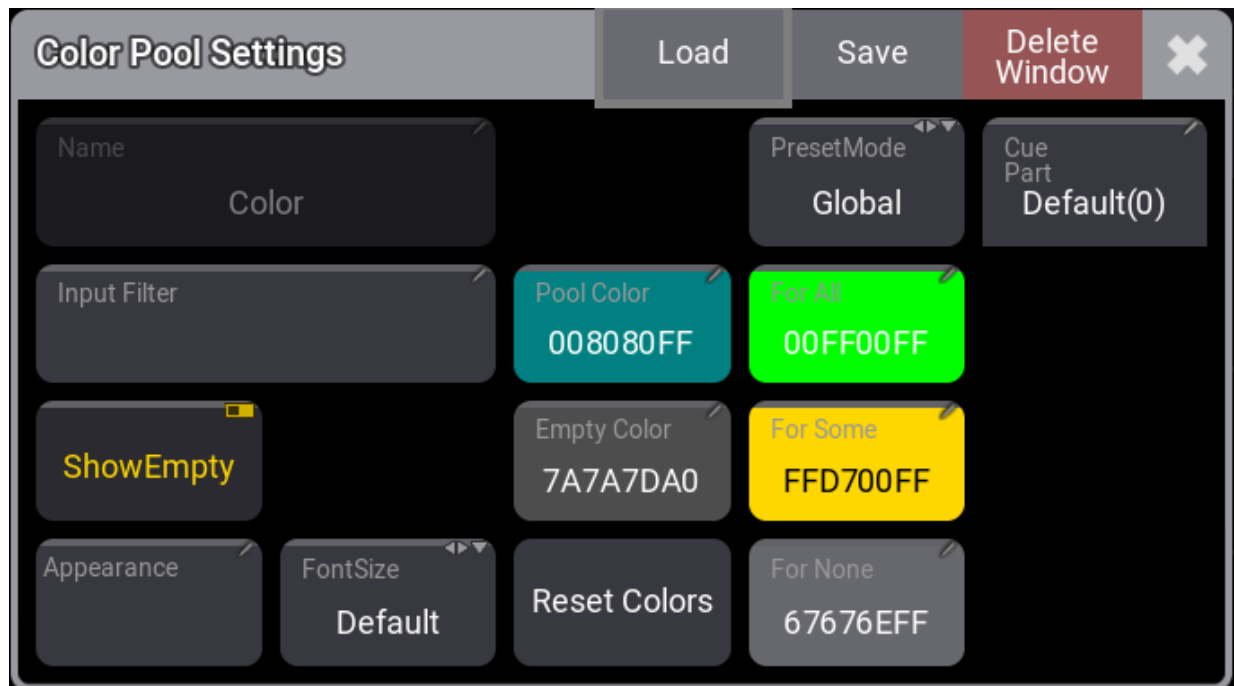 Color Pool Settings
Load
Save
Delete
Window
Name
Color
PresetMode
Global
Cue
Part
Default(0)
Input Filter
Pool Color
008080FF
For All
00FF00FF
ShowEmpty
Empty Color
7A7A7DA0
For Some
FFD700FF
Appearance
FontSize
Default
Reset Colors
For None
67676EFF